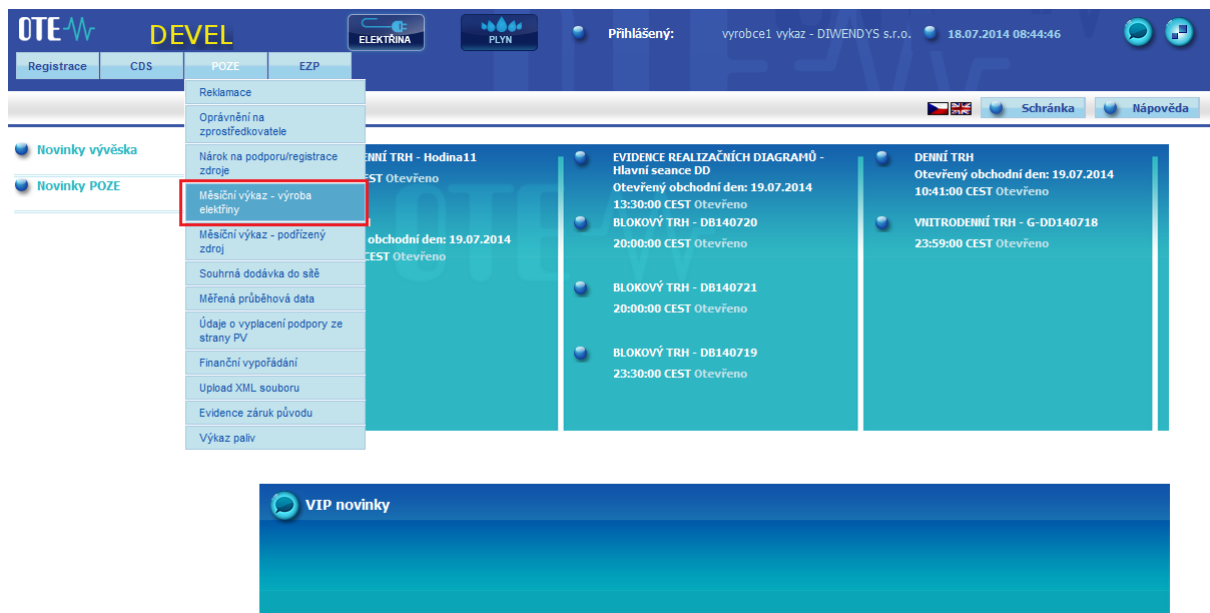 OTE
DEVEL
ELEKTŘINA
PLYN
Přihlášený:
vyrobce1 vykaz - DIWENDYS s.r.o.
18.07.2014 08:44:46
Registrace
CDS
POZE
EZP
Schránka
Nápověda
Reklamace
Oprávnění na
zprostředkovatele
Nárok na podporu/registrace
zdroje
Měsíční výkaz - výroba
elektřiny
Měsíční výkaz - podřízený
zdroj
Souhrná dodávka do sítě
Měřená průběhová data
Údaje o vyplacení podpory ze
strany PV
Finanční vypořádání
Upload XML souboru
Evidence záruk původu
Výkaz paliv
Novinky vývěska
Novinky POZE
ENNÍ TRH - Hodina11
EST Otevřeno
obchodní den: 19.07.2014
CEST Otevřeno
EVIDENCE REALIZAČNÍCH DIAGRAMŮ -
Hlavní seance DD
Otevřený obchodní den: 19.07.2014
13:30:00 CEST Otevřeno
BLOKOVÝ TRH - DB140720
20:00:00 CEST Otevřeno
BLOKOVÝ TRH - DB140721
20:00:00 CEST Otevřeno
BLOKOVÝ TRH - DB140719
23:30:00 CEST Otevřeno
DENNÍ TRH
Otevřený obchodní den: 19.07.2014
10:41:00 CEST Otevřeno
VNITRODENNÍ TRH - G-DD140718
23:59:00 CEST Otevřeno
VIP novinky